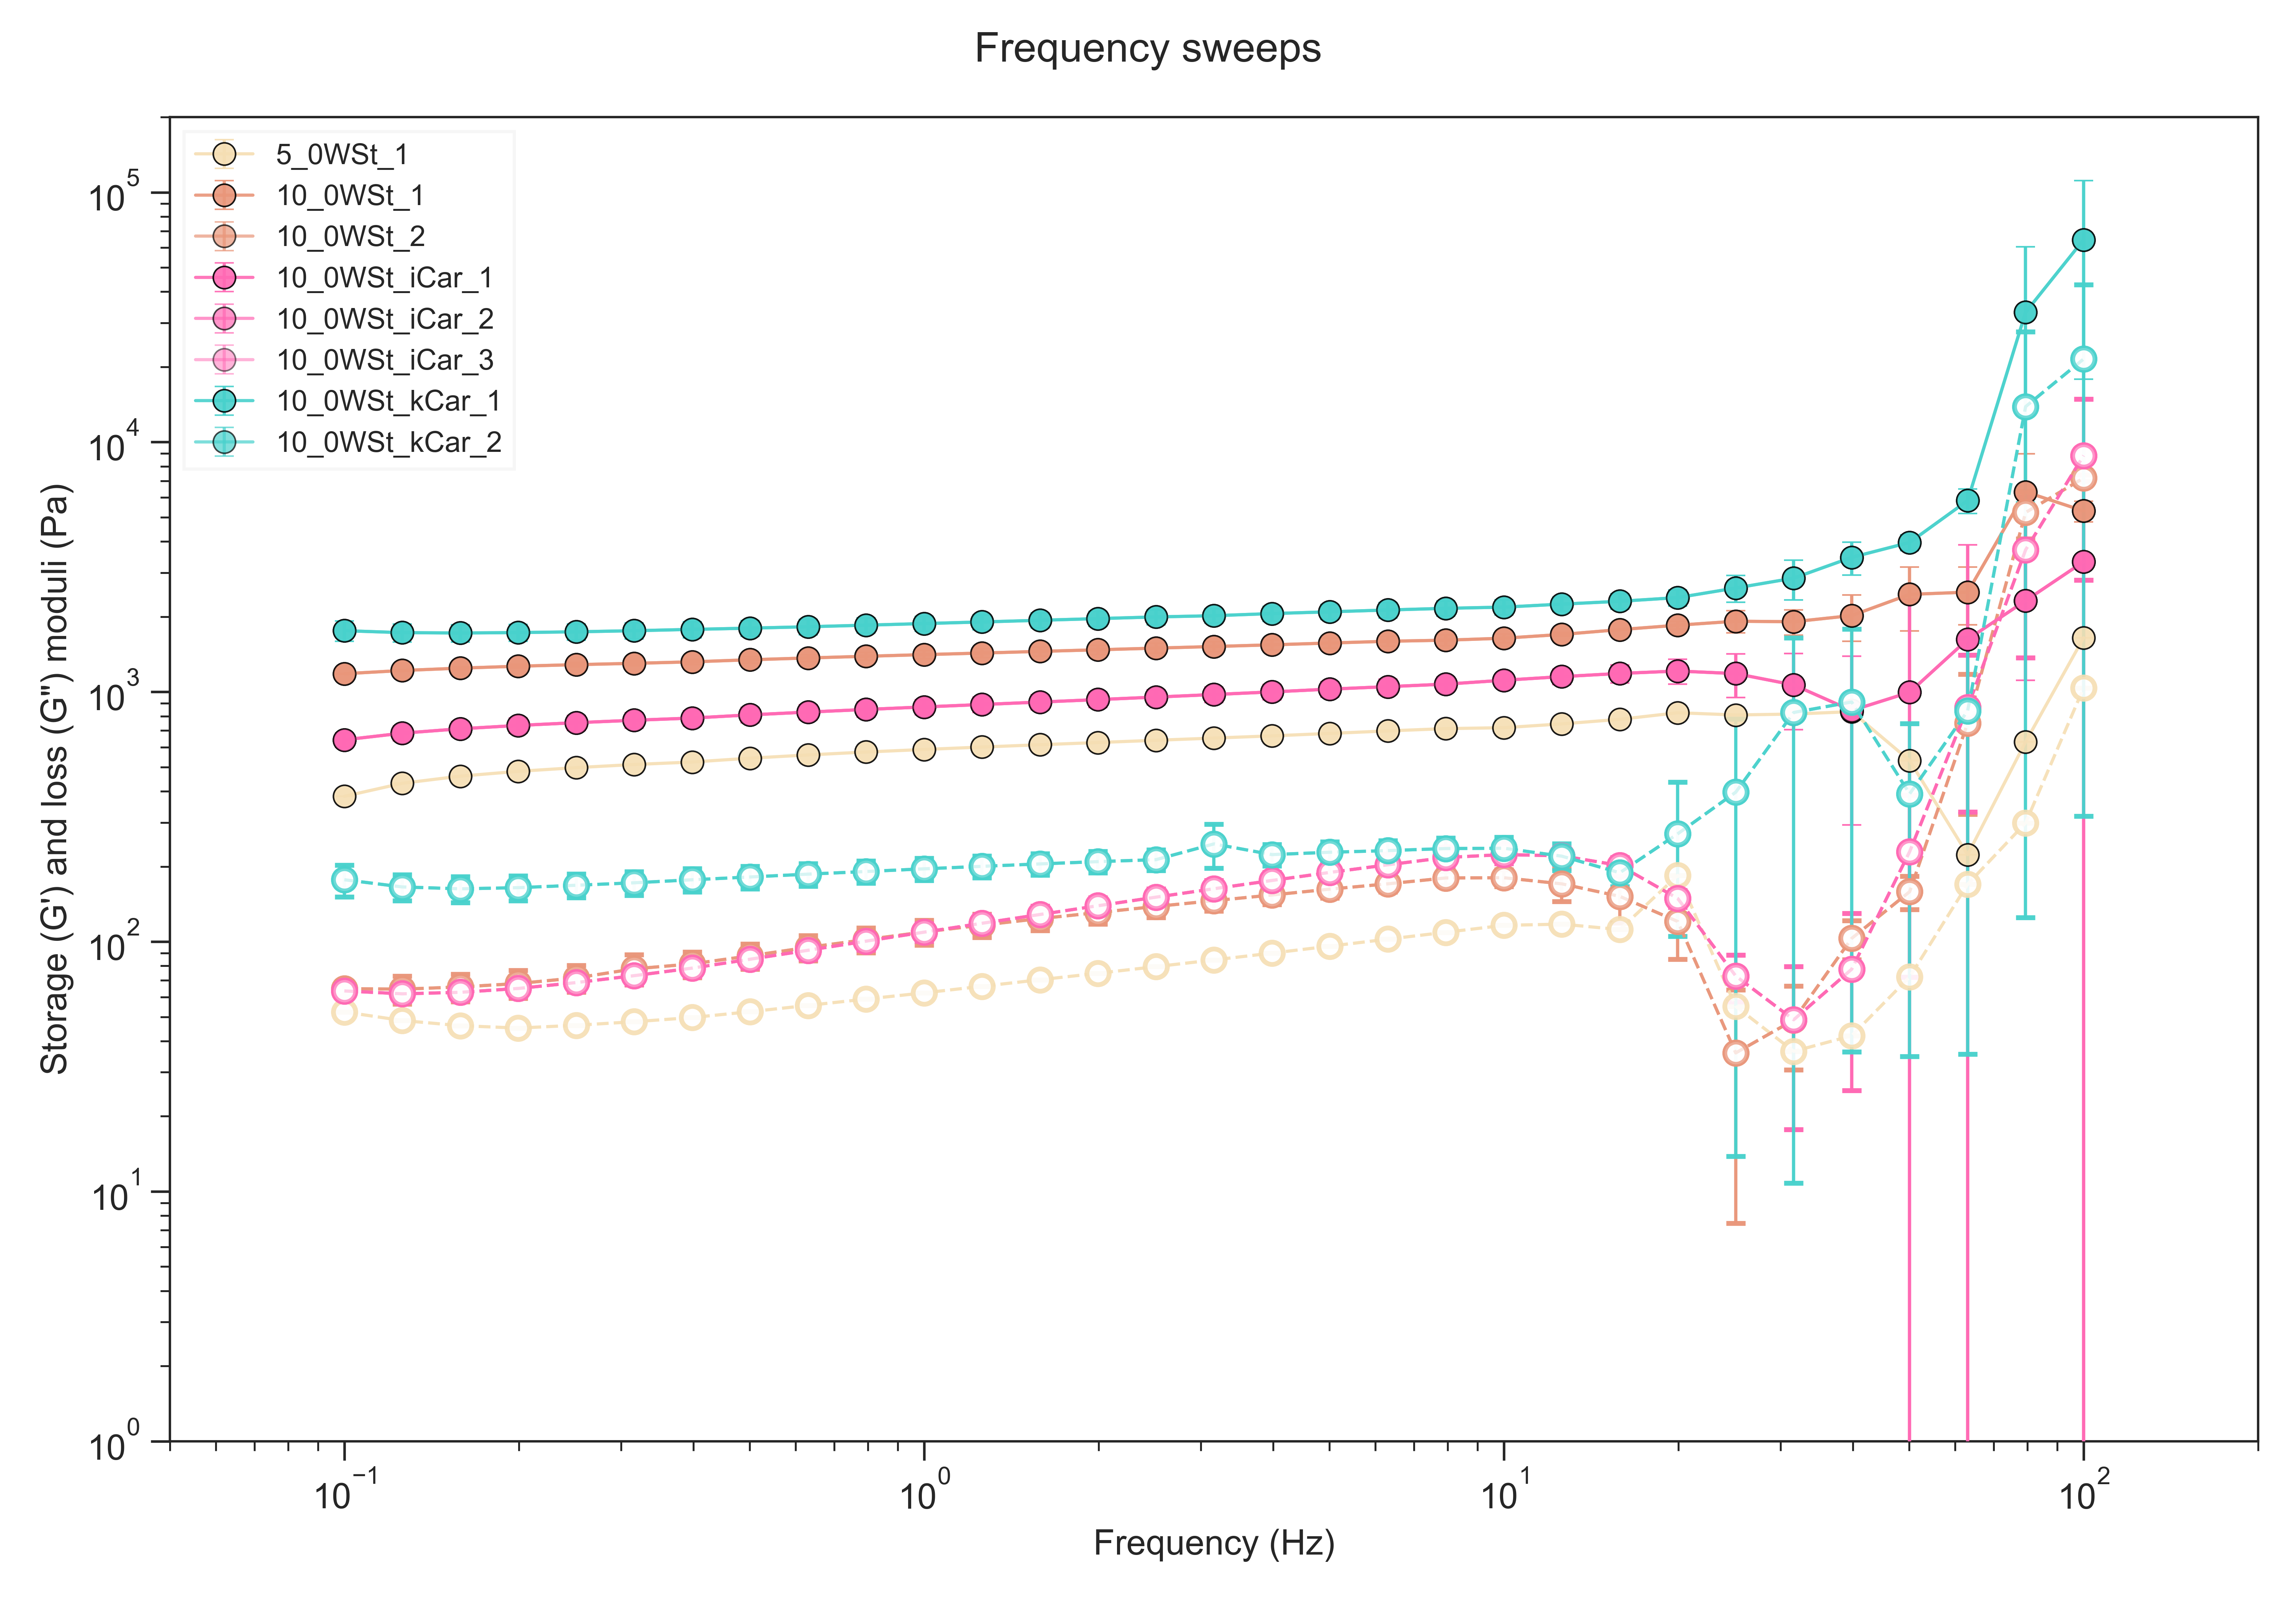 Frequency sweeps
5_0WSt_1
10_0WSt_1
10_0WSt_2
10_0WSt_iCar_1
10_0WSt_iCar_2
10_0WSt_iCar_3
10_0WSt_kCar_1
10_0WSt_kCar_2
Storage (G') and loss (G") moduli (Pa)
10^5
10^4
10^3
10^2
10^1
10^0
10^−1 10^0 10^1 10^2
Frequency (Hz)